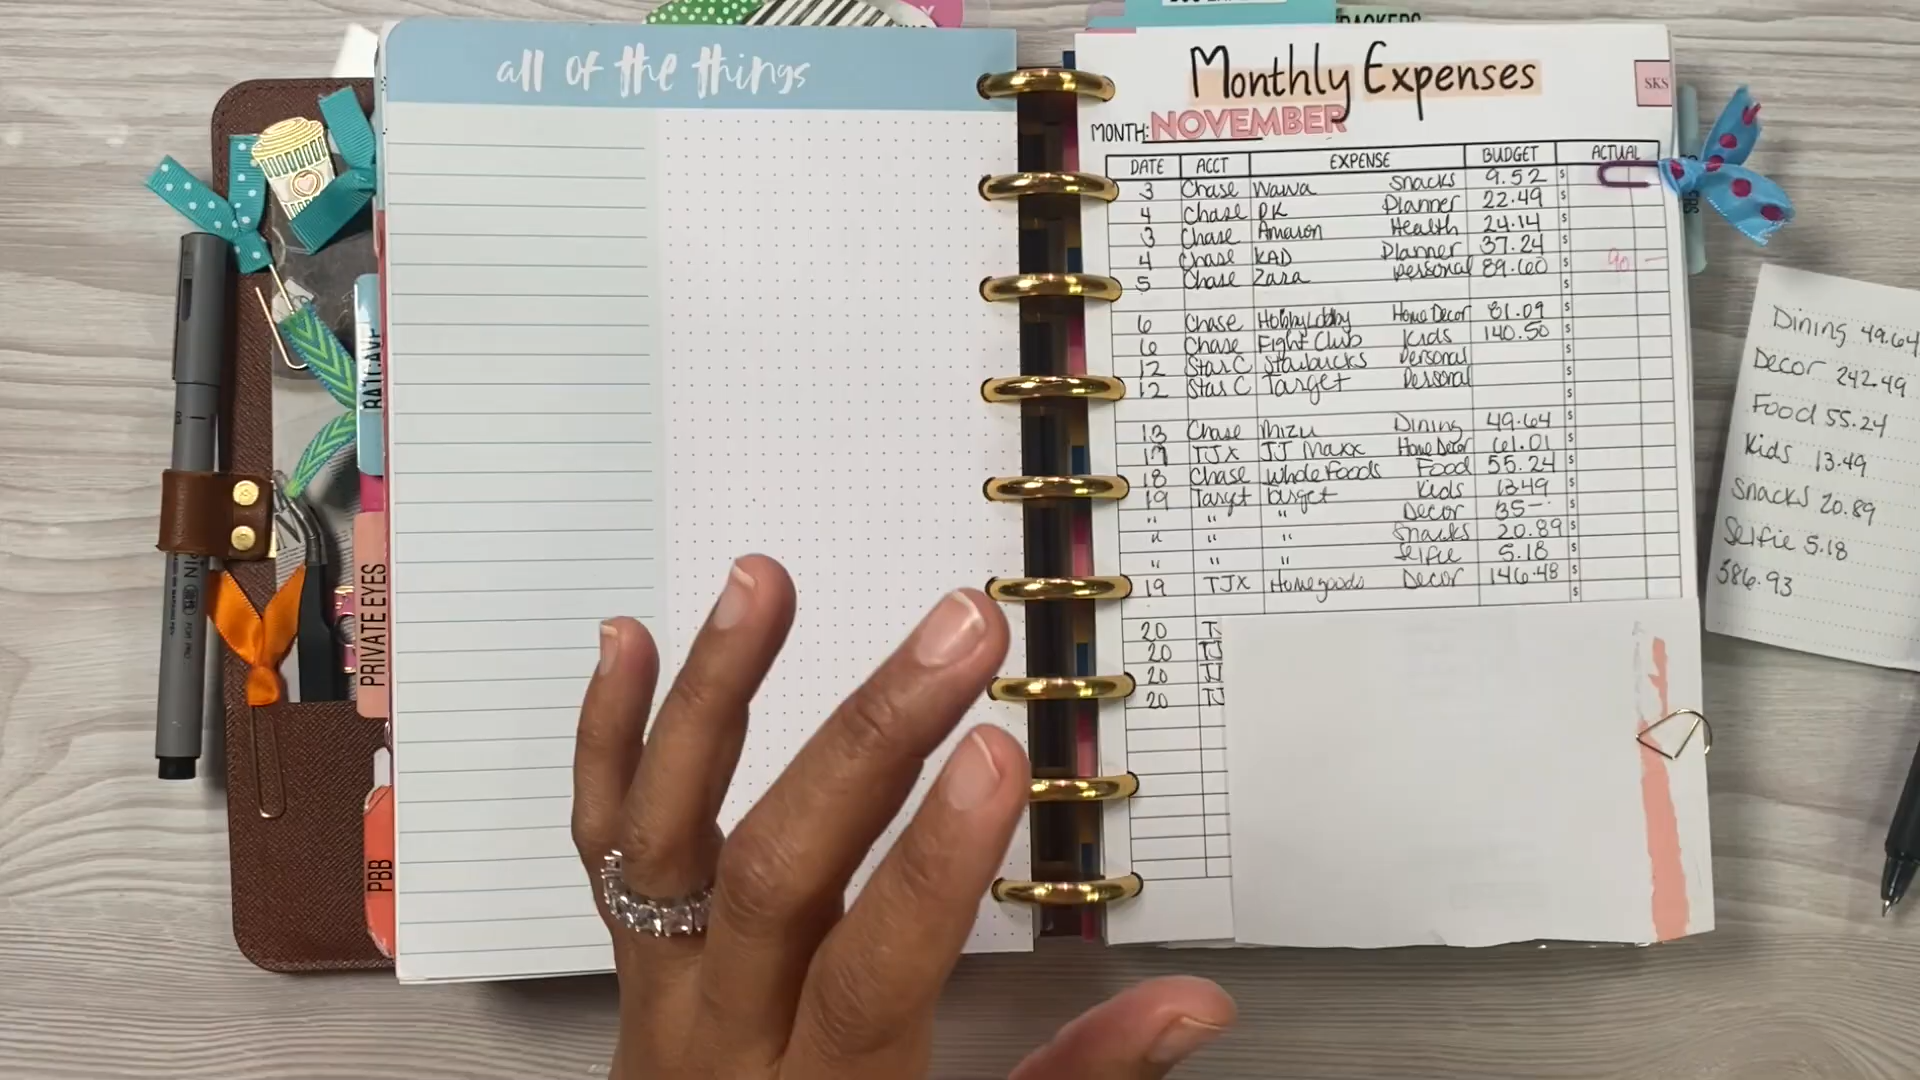 all of the things
Monthly Expenses
SKS
MONTH: NOVEMBER
DATE ACCT EXPENSE BUDGET ACTUAL
3 Chase Wawa Snacks 9.52 $
4 Chase PK Planner 22.49 $
3 Chase Amazon Health 24.14 $
4 Chase KAD Planner 37.24 $ 90 —
5 Chase Zara personal 89.60 $
$
6 Chase Hobby Lobby Home Decor 81.09 $
6 Chase Fight Club Kids 140.50 $
12 Star C Starbucks Personal $
12 Star C Target Personal $
$
13 Chase Mizu Dining 49.64 $
17 TJX TJ Maxx Home Decor 61.01 $
18 Chase Whole Foods Food 55.24 $
19 Target Target Kids 13.49 $
" " " Decor 35— $
" " " Snacks 20.89 $
" " " Selfie 5.18 $
19 TJX Homegoods Decor 146.48 $
$
20 T
20 TJ
20 TJ
20 TJ
Dining 49.64
Decor 242.49
Food 55.24
Kids 13.49
Snacks 20.89
Selfie 5.18
386.93
PRIVATE EYES
PBB